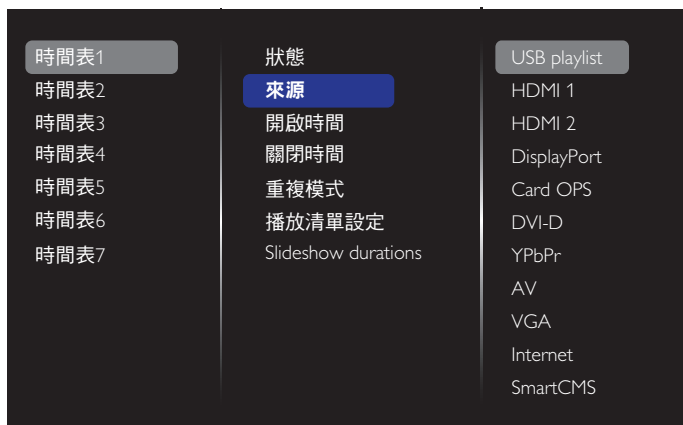 時間表1
時間表2
時間表3
時間表4
時間表5
時間表6
時間表7
狀態
來源
開啟時間
關閉時間
重複模式
播放清單設定
Slideshow durations
USB playlist
HDMI 1
HDMI 2
DisplayPort
Card OPS
DVI-D
YPbPr
AV
VGA
Internet
SmartCMS